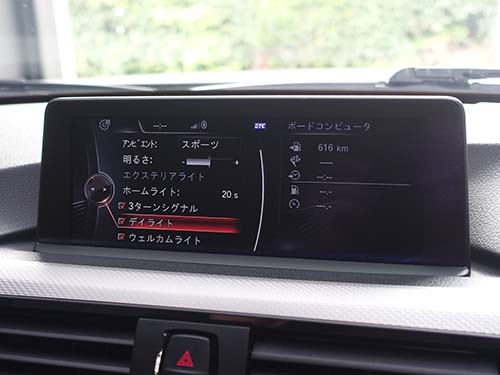 --:-- ETC
アンビエント: スポーツ
明るさ: - +
エクステリアライト
ホームライト: 20 s
3ターンシグナル
デイライト
ウェルカムライト
ボードコンピュータ
616 km
--:--
--:--
--.--
--.--